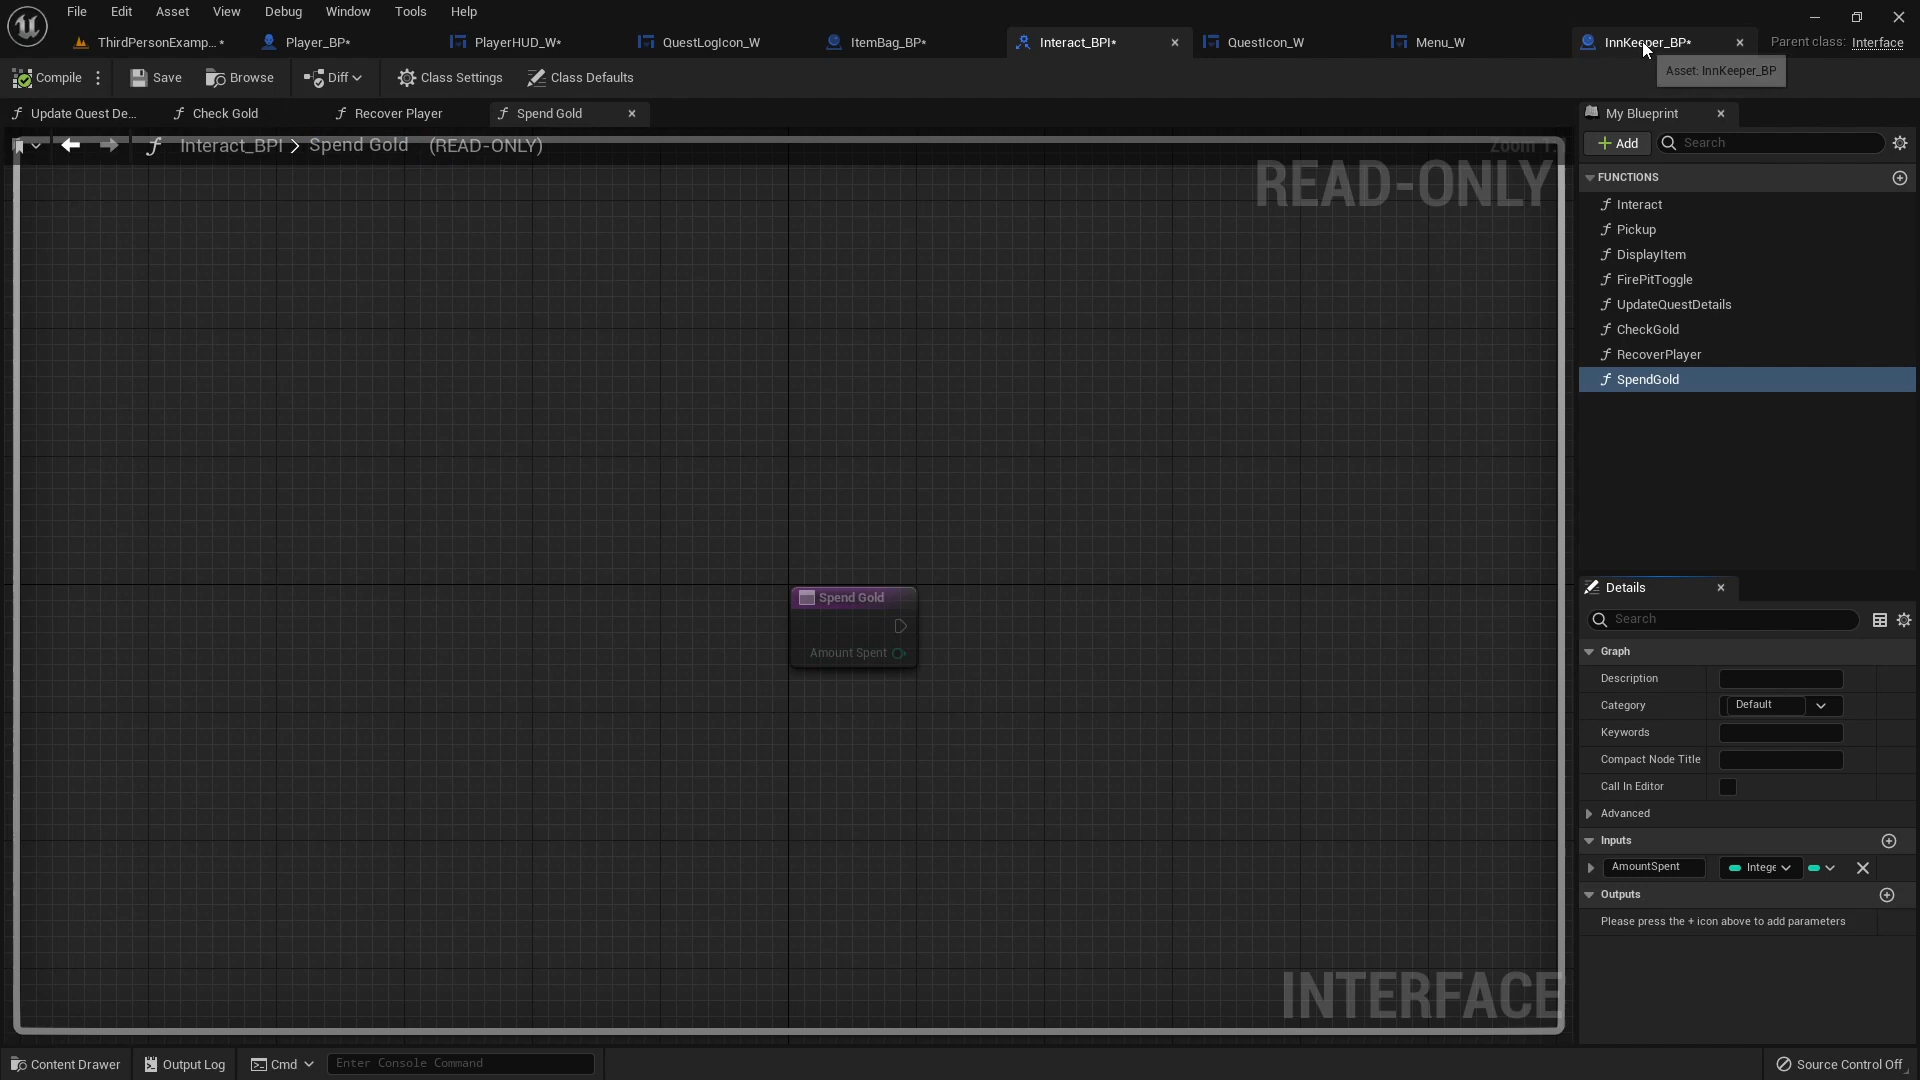 File Edit Asset View Debug Window Tools Help
ThirdPersonExamp...* Player_BP* PlayerHUD_W* QuestLogIcon_W ItemBag_BP* Interact_BPI* QuestIcon_W Menu_W InnKeeper_BP* Parent class: Interface
Asset: InnKeeper_BP
Compile Save Browse Diff Class Settings Class Defaults
Update Quest De... Check Gold Recover Player Spend Gold My Blueprint
Interact_BPI > Spend Gold (READ-ONLY)
Add Search
READ-ONLY
FUNCTIONS
Interact
Pickup
DisplayItem
FirePitToggle
UpdateQuestDetails
CheckGold
RecoverPlayer
SpendGold
Spend Gold
Amount Spent
Details
Search
Graph
Description
Category Default
Keywords
Compact Node Title
Call In Editor
Advanced
Inputs
AmountSpent Intege
Outputs
Please press the + icon above to add parameters
INTERFACE
Content Drawer Output Log Cmd Enter Console Command Source Control Off